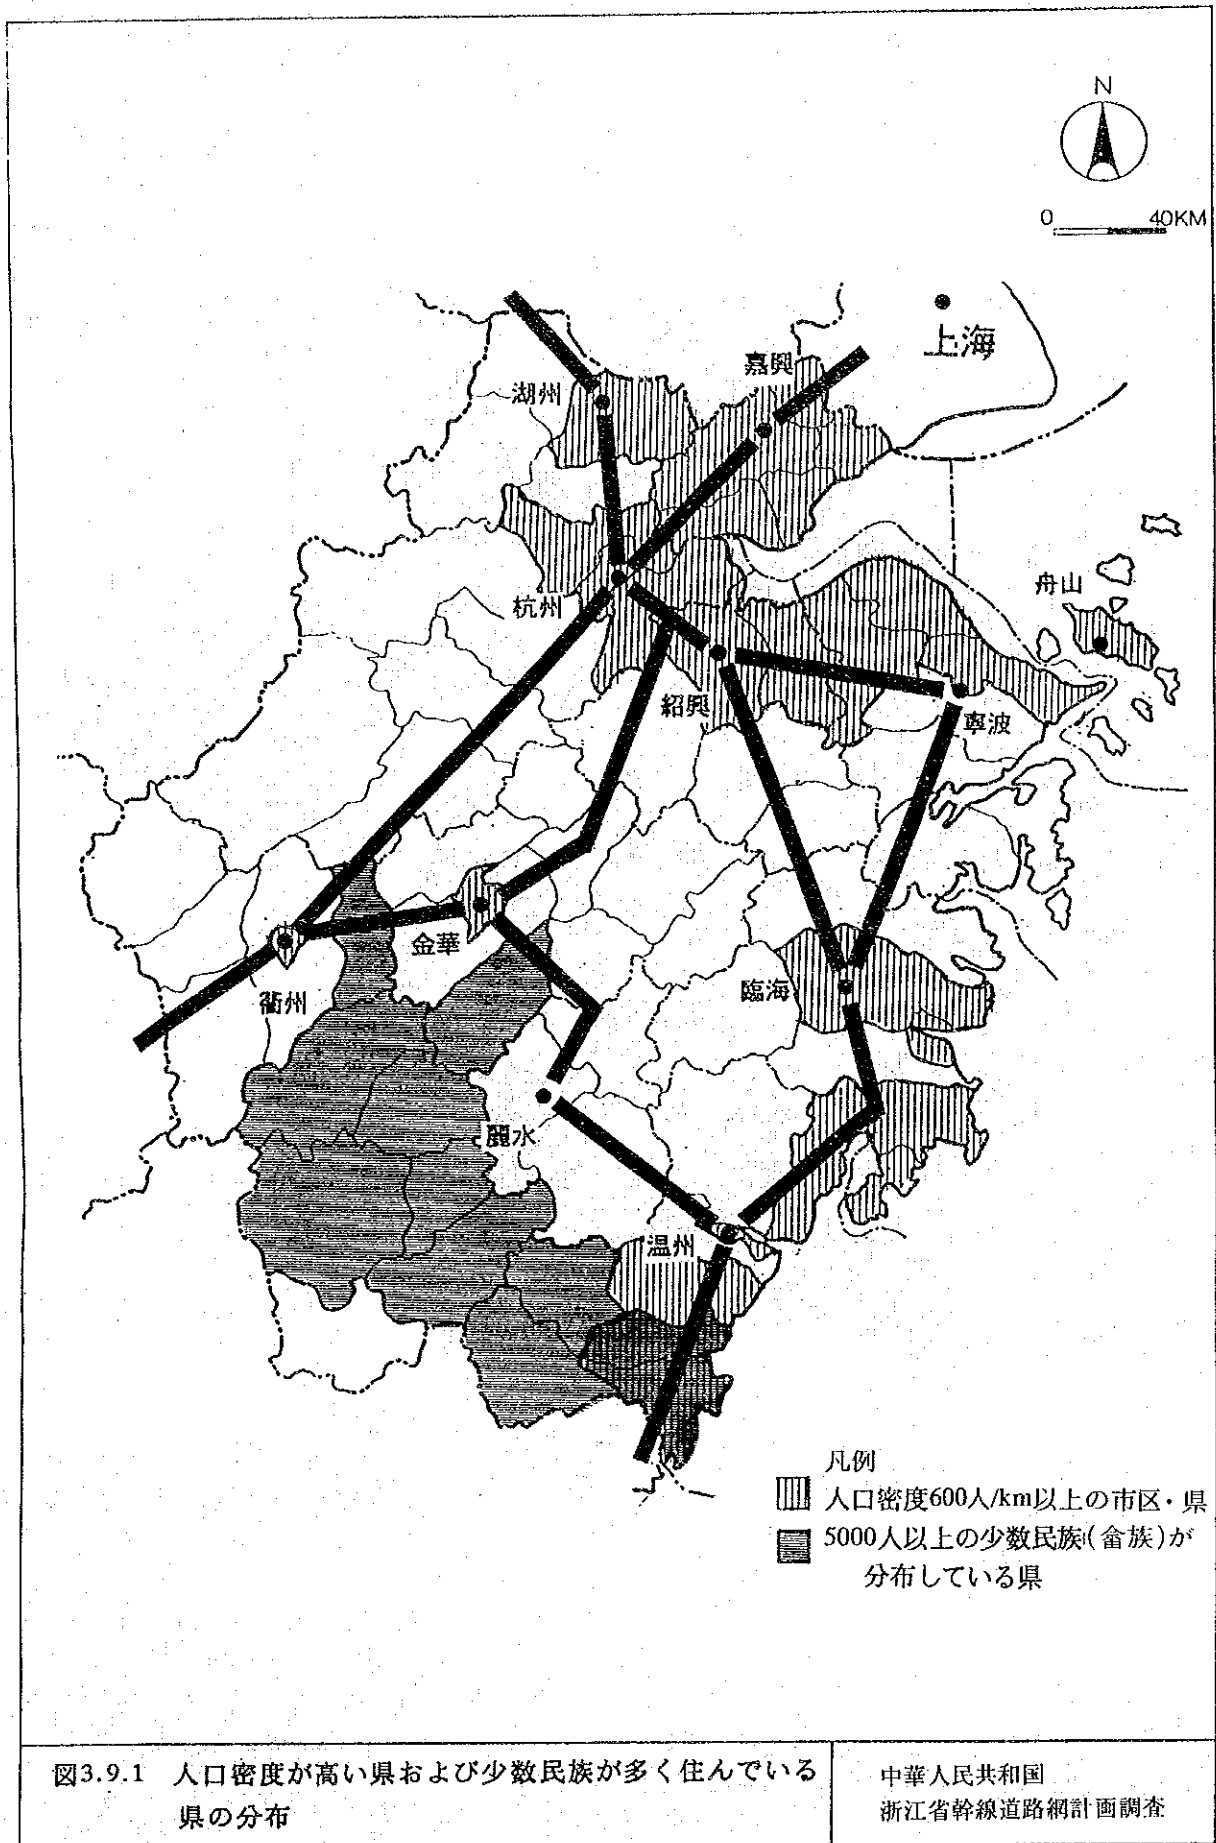 N
0 40KM
上海
嘉興
湖州
舟山
杭州
紹興
寧波
金華
衢州
臨海
麗水
温州
凡例
人口密度600人/km以上の市区・県
5000人以上の少数民族(畬族)が
分布している県
図3.9.1 人口密度が高い県および少数民族が多く住んでいる
県の分布
中華人民共和国
浙江省幹線道路網計画調査